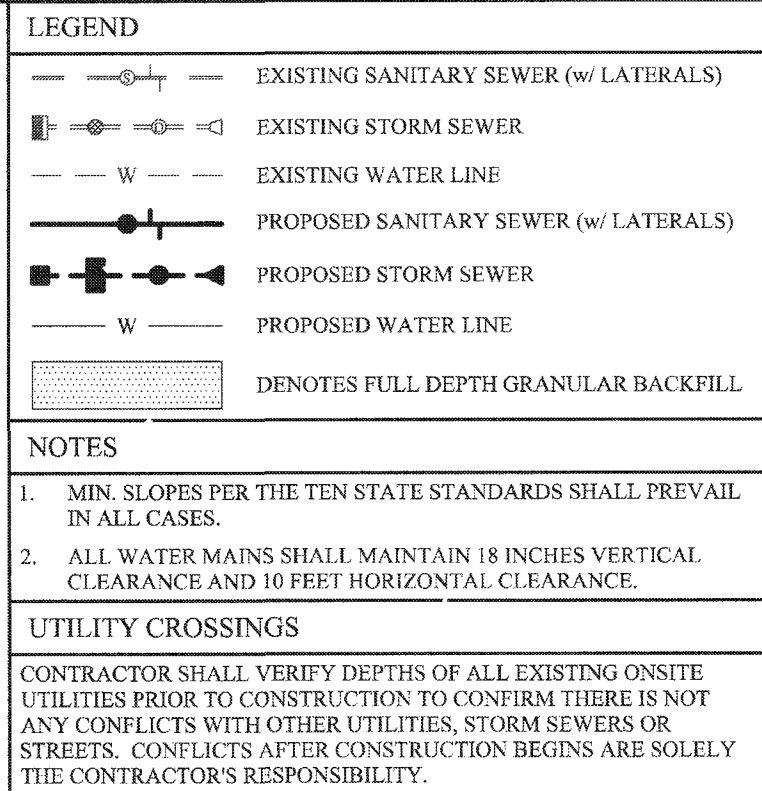 LEGEND
S EXISTING SANITARY SEWER (w/ LATERALS)
D EXISTING STORM SEWER
W EXISTING WATER LINE
PROPOSED SANITARY SEWER (w/ LATERALS)
PROPOSED STORM SEWER
W PROPOSED WATER LINE
DENOTES FULL DEPTH GRANULAR BACKFILL
NOTES
1. MIN. SLOPES PER THE TEN STATE STANDARDS SHALL PREVAIL
IN ALL CASES.
2. ALL WATER MAINS SHALL MAINTAIN 18 INCHES VERTICAL
CLEARANCE AND 10 FEET HORIZONTAL CLEARANCE.
UTILITY CROSSINGS
CONTRACTOR SHALL VERIFY DEPTHS OF ALL EXISTING ONSITE
UTILITIES PRIOR TO CONSTRUCTION TO CONFIRM THERE IS NOT
ANY CONFLICTS WITH OTHER UTILITIES, STORM SEWERS OR
STREETS. CONFLICTS AFTER CONSTRUCTION BEGINS ARE SOLELY
THE CONTRACTOR'S RESPONSIBILITY.